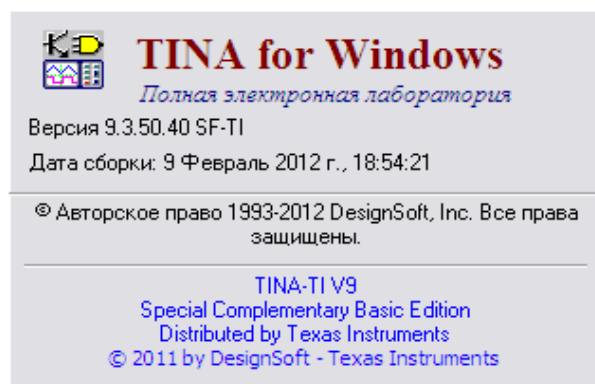 TINA for Windows
Полная электронная лаборатория
Версия 9.3.50.40 SF-TI
Дата сборки: 9 Февраль 2012 г., 18:54:21
© Авторское право 1993-2012 DesignSoft, Inc. Все права
защищены.
TINA-TI V9
Special Complementary Basic Edition
Distributed by Texas Instruments
© 2011 by DesignSoft - Texas Instruments